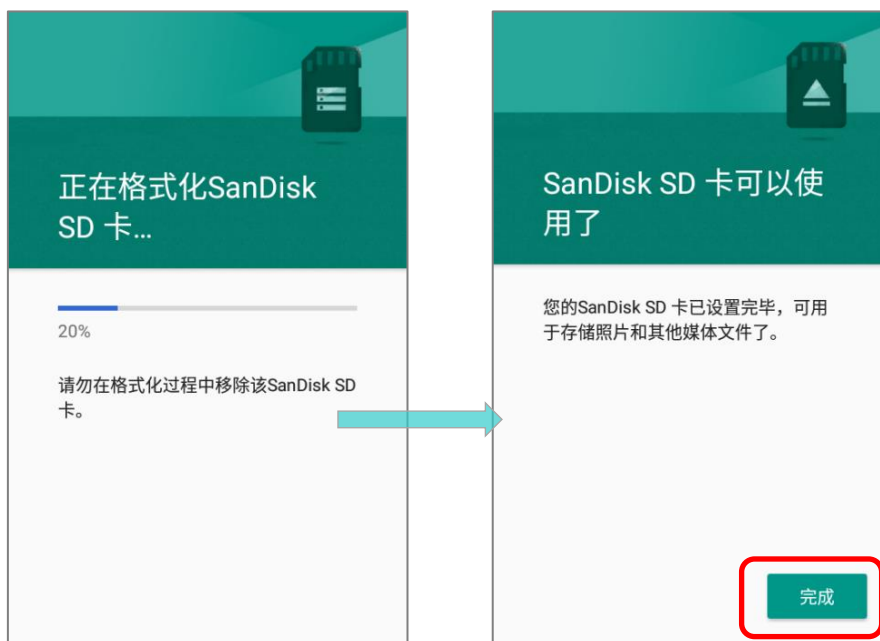 正在格式化SanDisk
SD 卡...
20%
请勿在格式化过程中移除该SanDisk SD
卡。
SanDisk SD 卡可以使
用了
您的SanDisk SD 卡已设置完毕，可用
于存储照片和其他媒体文件了。
完成